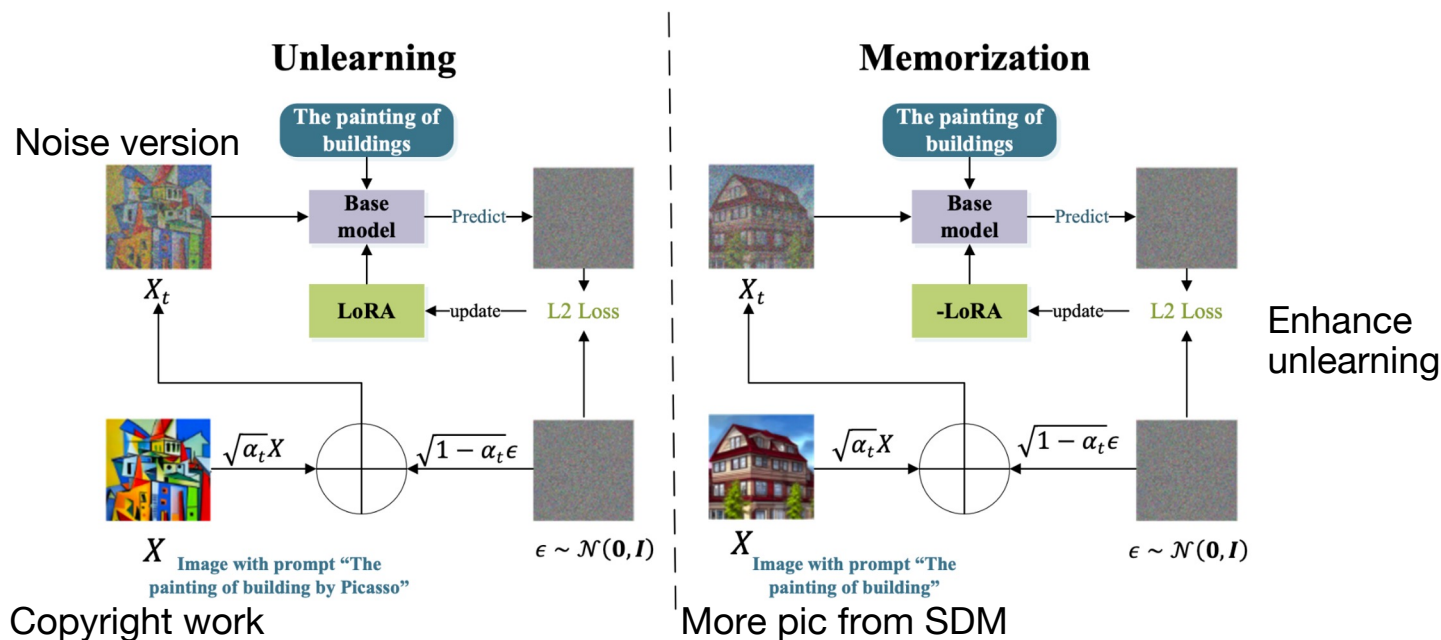 Unlearning
Noise version
The painting of
buildings
Base
model
Predict
X_t
LoRA
update
L2 Loss
√α_t X
√1 − α_t ϵ
X
Image with prompt “The
painting of building by Picasso”
ϵ ~ 𝒩(0, I)
Copyright work
Memorization
The painting of
buildings
Base
model
Predict
X_t
-LoRA
update
L2 Loss
Enhance
unlearning
√α_t X
√1 − α_t ϵ
X
Image with prompt “The
painting of building”
ϵ ~ 𝒩(0, I)
More pic from SDM